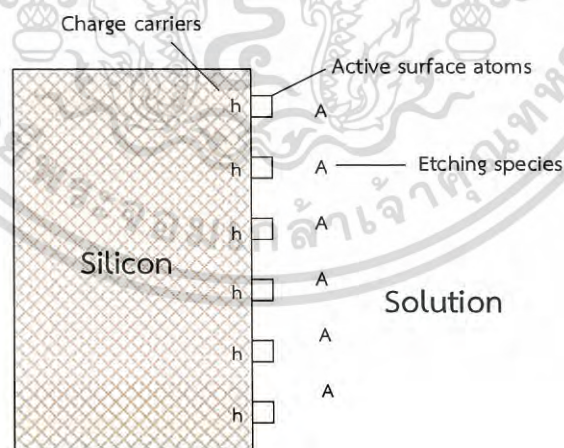 Charge carriers
Active surface atoms
h
A
h
A
Etching species
h
A
Silicon
h
A
Solution
h
A
h
A